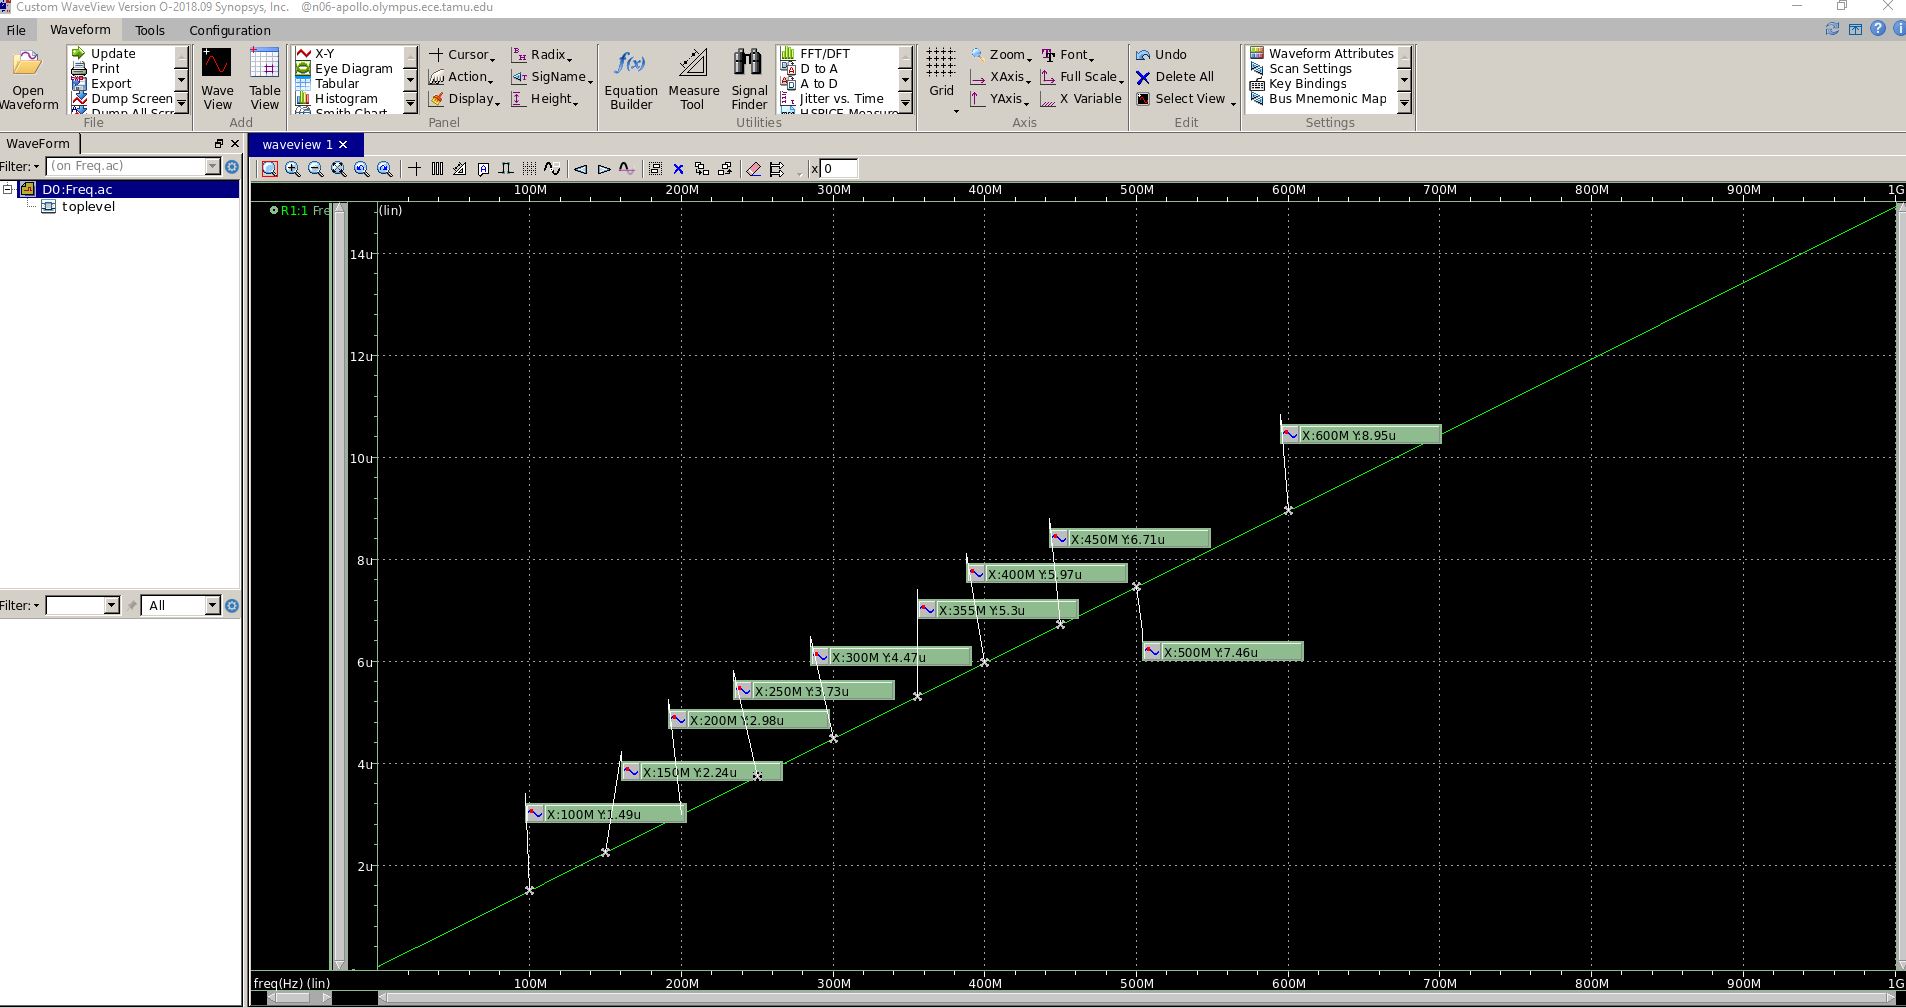 Custom WaveView Version O-2018.09 Synopsys, Inc. @n06-apollo.olympus.ece.tamu.edu
File Waveform Tools Configuration
Open Waveform
Update
Print
Export
Dump Screen
Dump All Screen
File
Wave View
Table View
Add
X-Y
Eye Diagram
Tabular
Histogram
Smith Chart
Cursor
Action
Display
Radix
SigName
Height
Panel
Equation Builder
Measure Tool
Signal Finder
FFT/DFT
D to A
A to D
Jitter vs. Time
HSPICE Measure
Utilities
Grid
Zoom
XAxis
YAxis
Font
Full Scale
X Variable
Axis
Undo
Delete All
Select View
Edit
Waveform Attributes
Scan Settings
Key Bindings
Bus Mnemonic Map
Settings
WaveForm
Filter: (on Freq.ac)
D0:Freq.ac
toplevel
Filter: All
waveview 1
x 0
100M 200M 300M 400M 500M 600M 700M 800M 900M 1G
R1:1 Fre
(lin)
14u
12u
10u
8u
6u
4u
2u
X:600M Y:8.95u
X:450M Y:6.71u
X:400M Y:5.97u
X:355M Y:5.3u
X:500M Y:7.46u
X:300M Y:4.47u
X:250M Y:3.73u
X:200M Y:2.98u
X:150M Y:2.24u
X:100M Y:1.49u
freq(Hz) (lin)
100M 200M 300M 400M 500M 600M 700M 800M 900M 1G